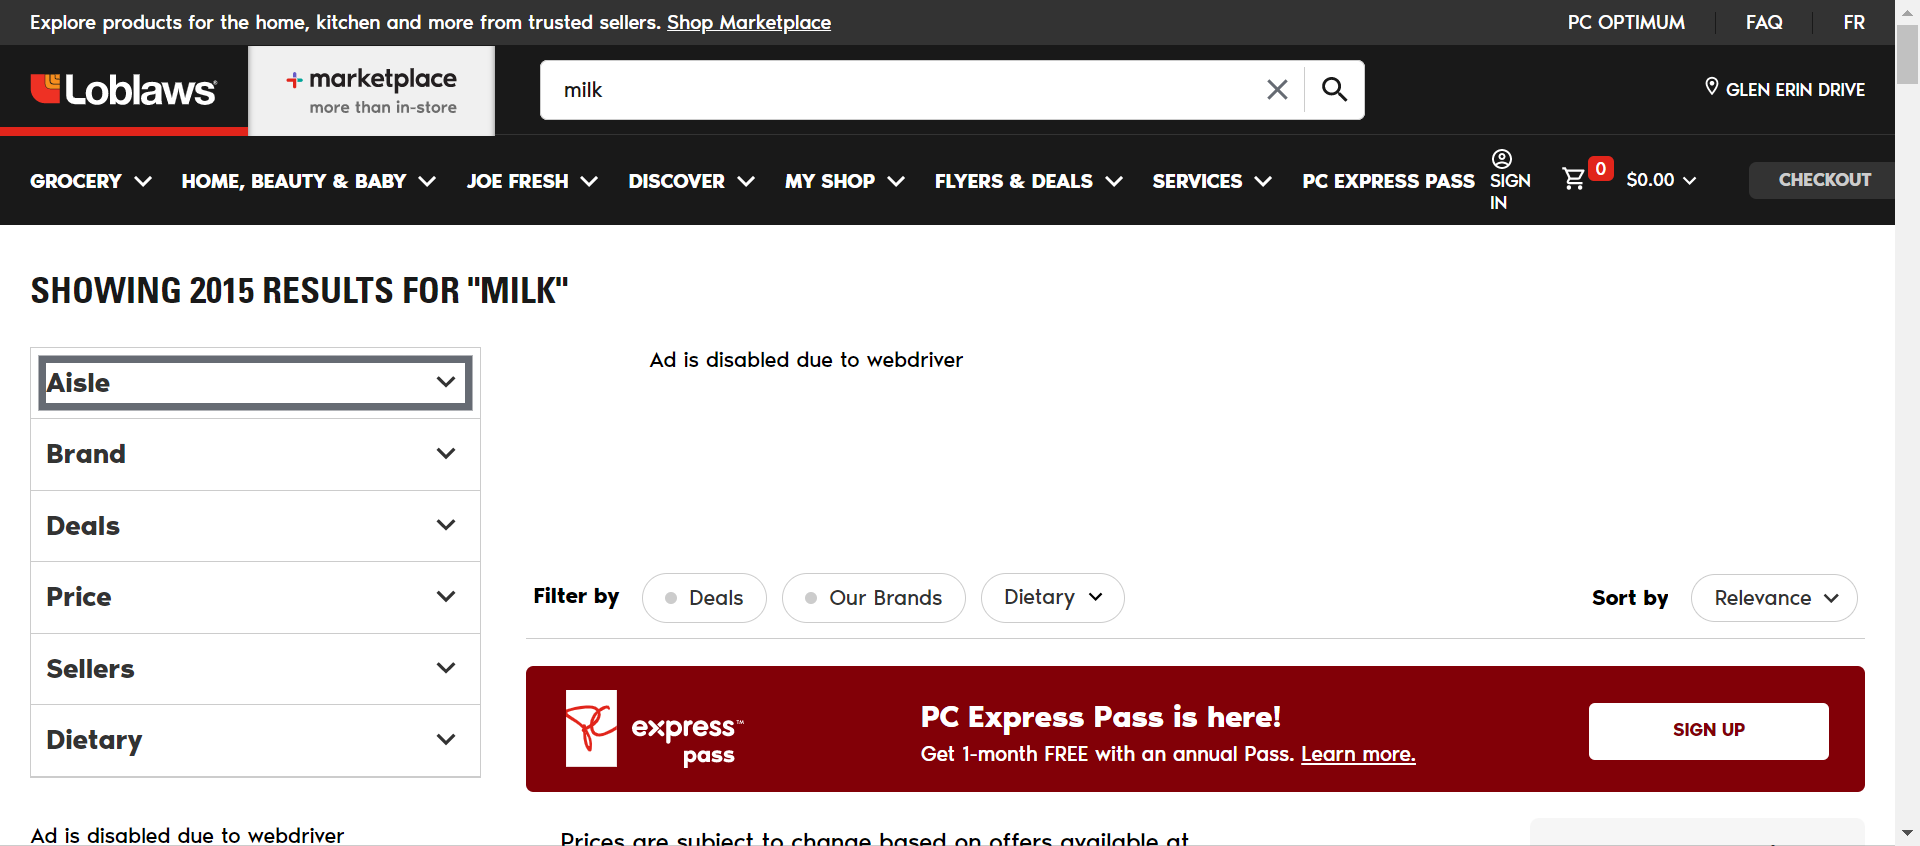 Explore products for the home, kitchen and more from trusted sellers. Shop Marketplace
PC OPTIMUM
FAQ
FR
Loblaws®
marketplace
more than in-store
milk
GLEN ERIN DRIVE
GROCERY
HOME, BEAUTY & BABY
JOE FRESH
DISCOVER
MY SHOP
FLYERS & DEALS
SERVICES
PC EXPRESS PASS
SIGN
IN
0
$0.00
CHECKOUT
SHOWING 2015 RESULTS FOR "MILK"
Aisle
Brand
Deals
Price
Sellers
Dietary
Ad is disabled due to webdriver
Ad is disabled due to webdriver
Filter by
Deals
Our Brands
Dietary
Sort by
Relevance
PC
express™
pass
PC Express Pass is here!
Get 1-month FREE with an annual Pass. Learn more.
SIGN UP
Prices are subject to change based on offers available at